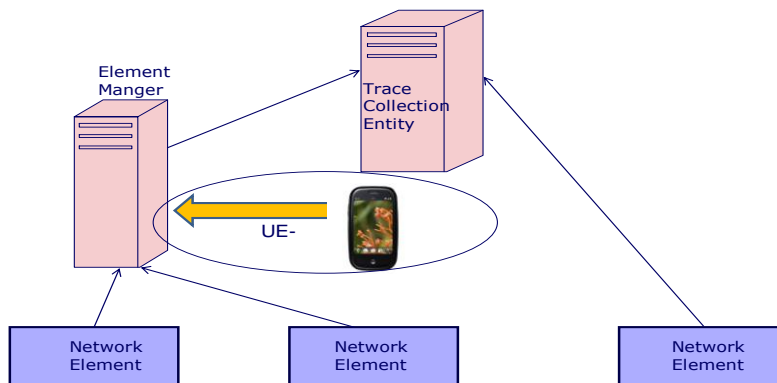 Element
Manger
Trace
Collection
Entity
UE-
Network
Element
Network
Element
Network
Element